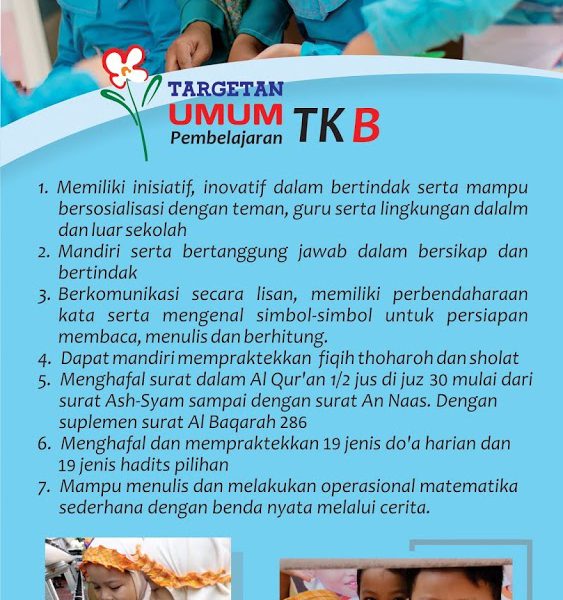 TARGETAN
UMUM
Pembelajaran
TK B
1. Memiliki inisiatif, inovatif dalam bertindak serta mampu
bersosialisasi dengan teman, guru serta lingkungan dalalm
dan luar sekolah
2. Mandiri serta bertanggung jawab dalam bersikap dan
bertindak
3. Berkomunikasi secara lisan, memiliki perbendaharaan
kata serta mengenal simbol-simbol untuk persiapan
membaca, menulis dan berhitung.
4. Dapat mandiri mempraktekkan fiqih thoharoh dan sholat
5. Menghafal surat dalam Al Qur'an 1/2 jus di juz 30 mulai dari
surat Ash-Syam sampai dengan surat An Naas. Dengan
suplemen surat Al Baqarah 286
6. Menghafal dan mempraktekkan 19 jenis do'a harian dan
19 jenis hadits pilihan
7. Mampu menulis dan melakukan operasional matematika
sederhana dengan benda nyata melalui cerita.